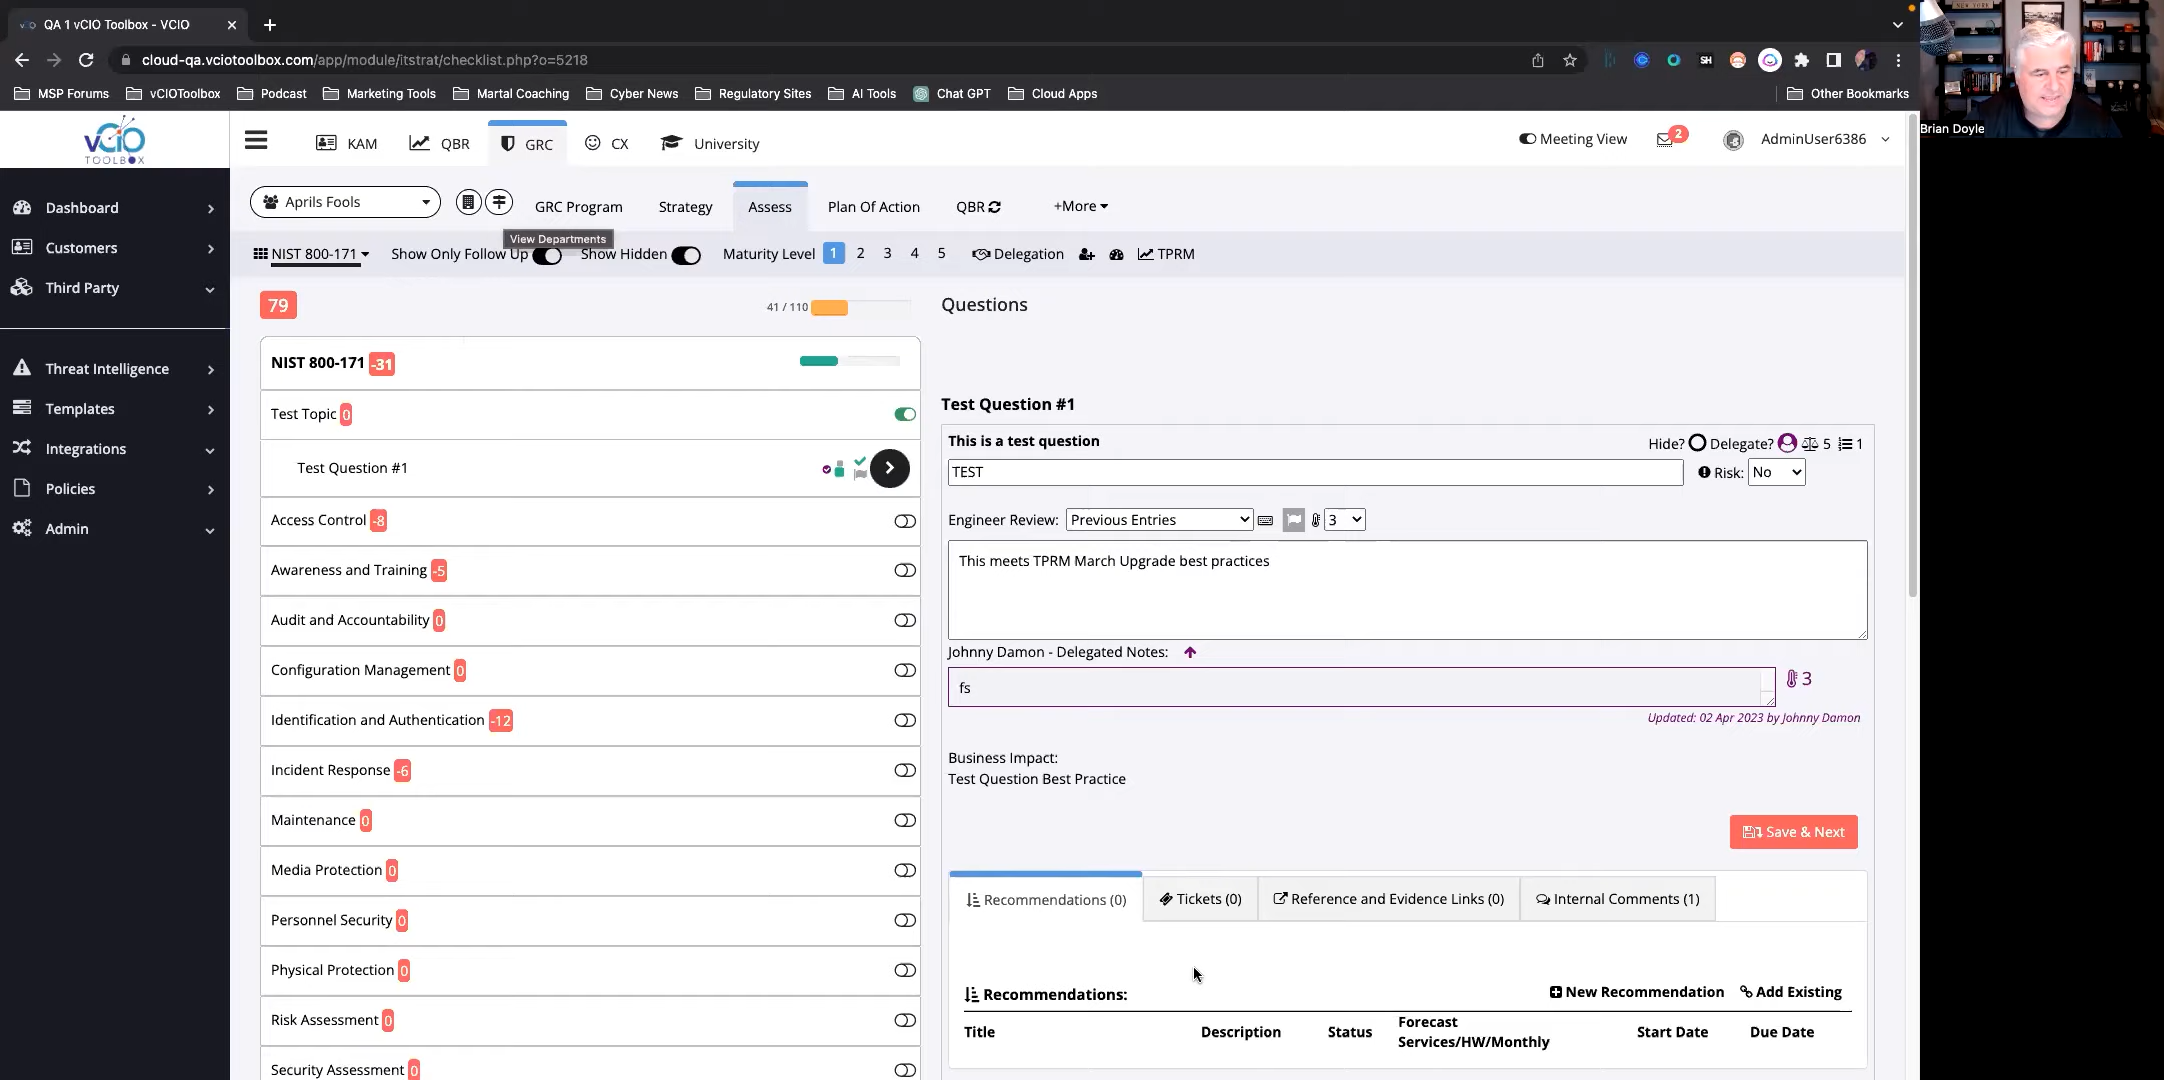 QA 1 vCIO Toolbox - VCIO
cloud-qa.vciotoolbox.com/app/module/itstrat/checklist.php?o=5218
MSP Forums vCIOToolbox Podcast Marketing Tools Martal Coaching Cyber News Regulatory Sites AI Tools Chat GPT Cloud Apps Other Bookmarks
Brian Doyle
vCIO
TOOLBOX
KAM QBR GRC CX University Meeting View 2 AdminUser6386
Aprils Fools GRC Program Strategy Assess Plan Of Action QBR +More
View Departments
NIST 800-171 Show Only Follow Up Show Hidden Maturity Level 1 2 3 4 5 Delegation TPRM
Dashboard
Customers
Third Party
Threat Intelligence
Templates
Integrations
Policies
Admin
79 41 / 110
NIST 800-171 -31
Test Topic 0
Test Question #1
Access Control -8
Awareness and Training -5
Audit and Accountability 0
Configuration Management 0
Identification and Authentication -12
Incident Response -6
Maintenance 0
Media Protection 0
Personnel Security 0
Physical Protection 0
Risk Assessment 0
Security Assessment 0
Questions
Test Question #1
This is a test question Hide? Delegate? 5 1
TEST Risk: No
Engineer Review: Previous Entries 3
This meets TPRM March Upgrade best practices
Johnny Damon - Delegated Notes:
fs 3
Updated: 02 Apr 2023 by Johnny Damon
Business Impact:
Test Question Best Practice
Save & Next
Recommendations (0) Tickets (0) Reference and Evidence Links (0) Internal Comments (1)
Recommendations: New Recommendation Add Existing
Title Description Status Forecast Services/HW/Monthly Start Date Due Date